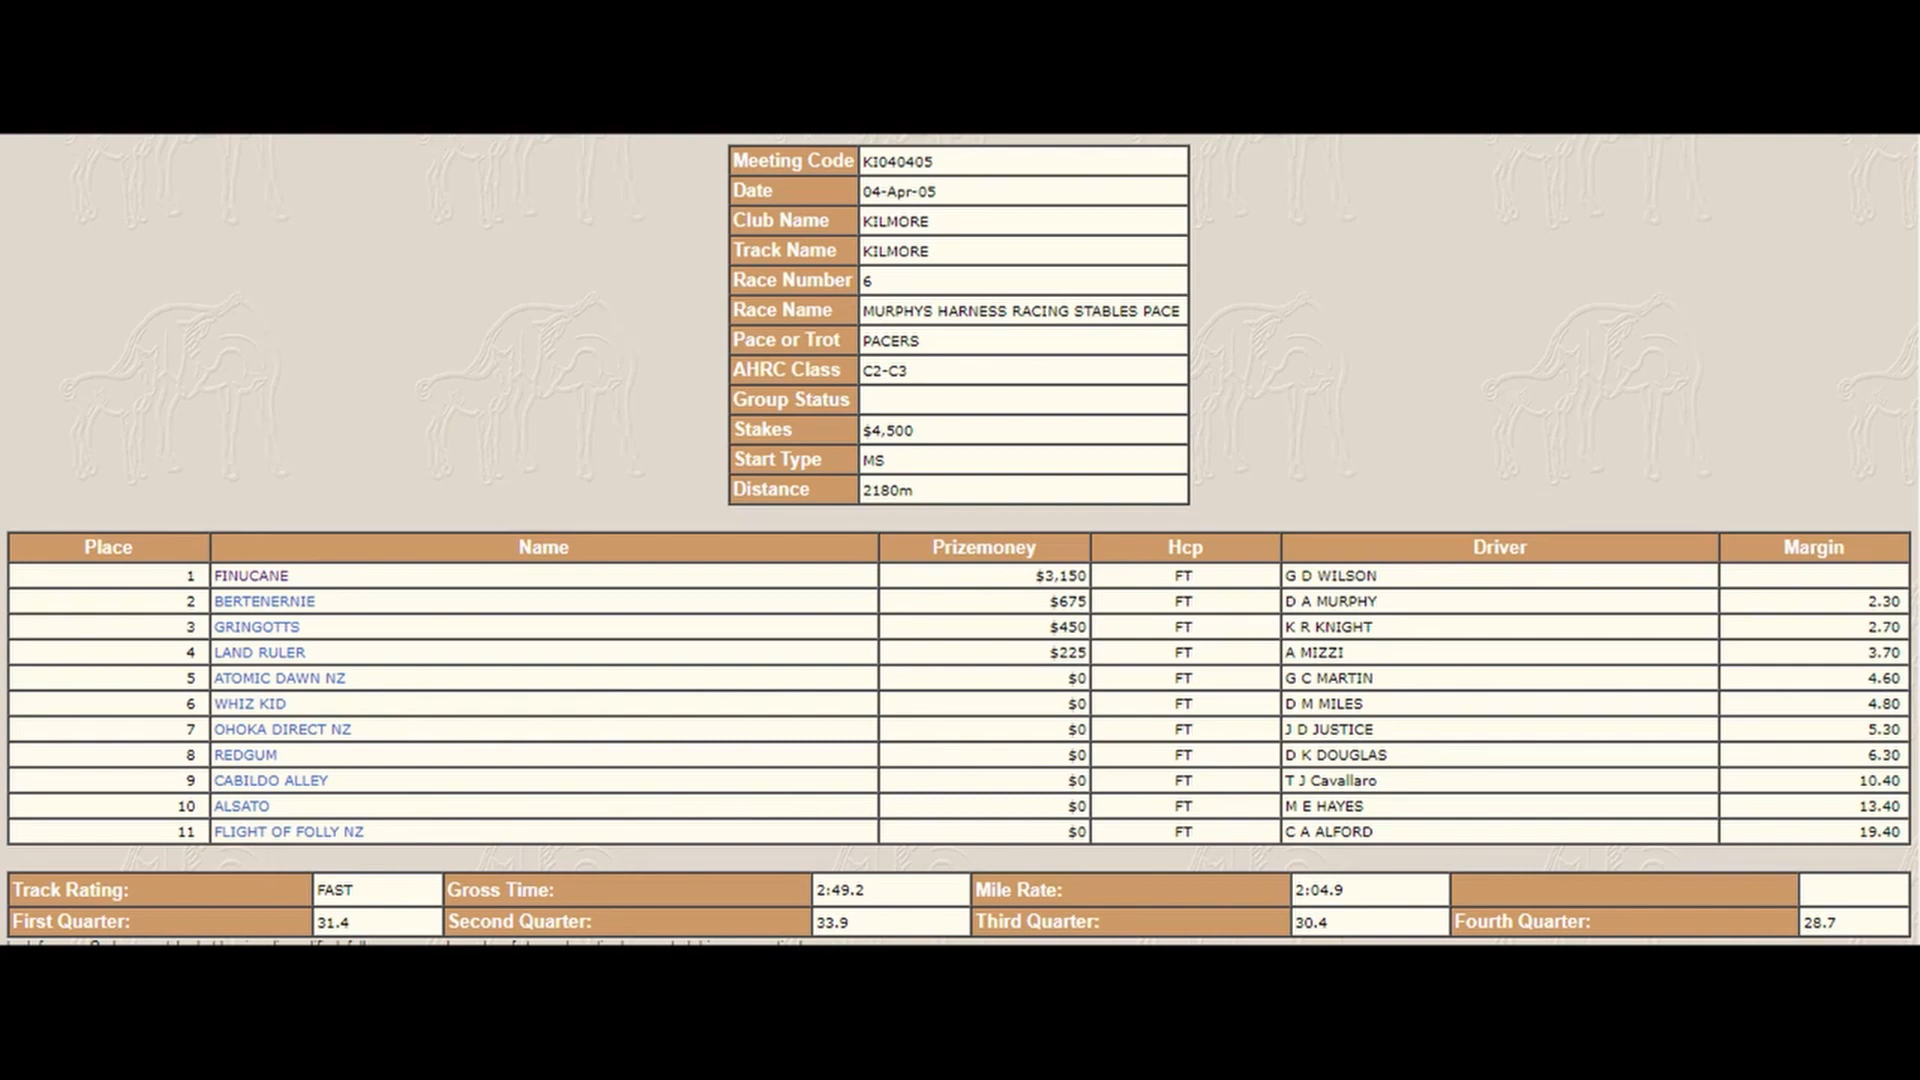 Meeting Code KI040405
Date 04-Apr-05
Club Name KILMORE
Track Name KILMORE
Race Number 6
Race Name MURPHYS HARNESS RACING STABLES PACE
Pace or Trot PACERS
AHRC Class C2-C3
Group Status
Stakes $4,500
Start Type MS
Distance 2180m
Place Name Prizemoney Hcp Driver Margin
1 FINUCANE $3,150 FT G D WILSON
2 BERTENERNIE $675 FT D A MURPHY 2.30
3 GRINGOTTS $450 FT K R KNIGHT 2.70
4 LAND RULER $225 FT A MIZZI 3.70
5 ATOMIC DAWN NZ $0 FT G C MARTIN 4.60
6 WHIZ KID $0 FT D M MILES 4.80
7 OHOKA DIRECT NZ $0 FT J D JUSTICE 5.30
8 REDGUM $0 FT D K DOUGLAS 6.30
9 CABILDO ALLEY $0 FT T J Cavallaro 10.40
10 ALSATO $0 FT M E HAYES 13.40
11 FLIGHT OF FOLLY NZ $0 FT C A ALFORD 19.40
Track Rating: FAST Gross Time: 2:49.2 Mile Rate: 2:04.9
First Quarter: 31.4 Second Quarter: 33.9 Third Quarter: 30.4 Fourth Quarter: 28.7